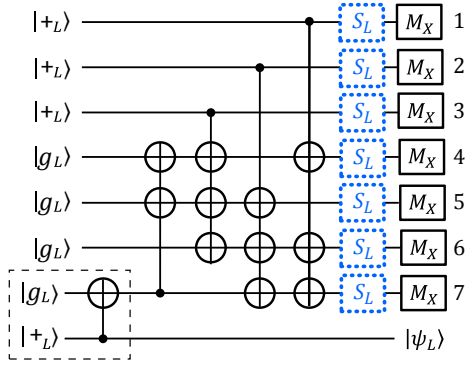 |+_L⟩ S_L M_X 1
|+_L⟩ S_L M_X 2
|+_L⟩ S_L M_X 3
|g_L⟩ S_L M_X 4
|g_L⟩ S_L M_X 5
|g_L⟩ S_L M_X 6
|g_L⟩ S_L M_X 7
|+_L⟩ |ψ_L⟩